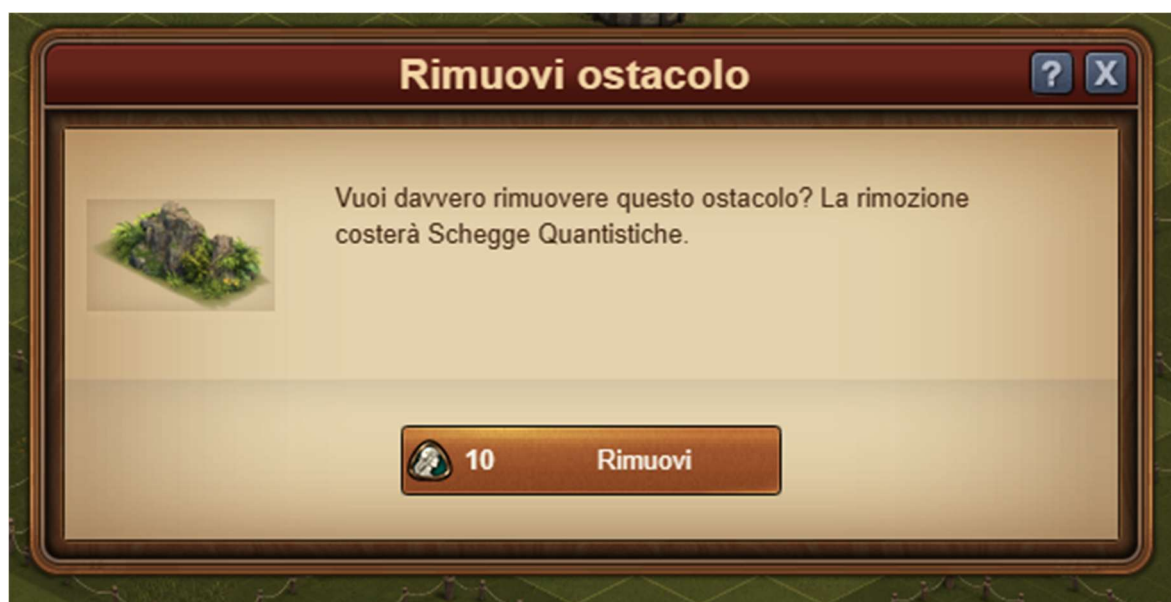 Rimuovi ostacolo
? X
Vuoi davvero rimuovere questo ostacolo? La rimozione
costerà Schegge Quantistiche.
10 Rimuovi